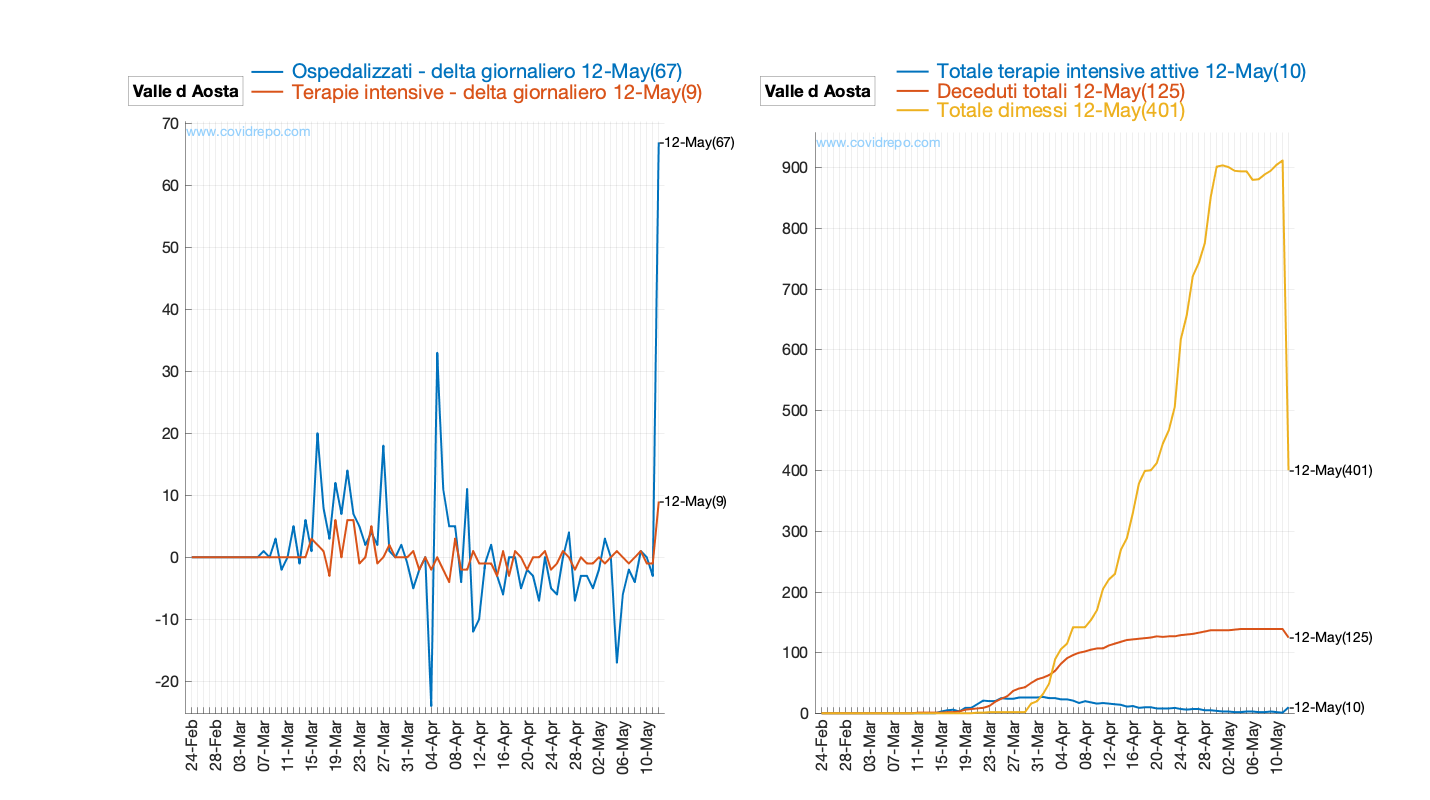 Valle d Aosta
Ospedalizzati - delta giornaliero 12-May(67)
Terapie intensive - delta giornaliero 12-May(9)
www.covidrepo.com
70
60
50
40
30
20
10
0
-10
-20
12-May(67)
12-May(9)
24-Feb
28-Feb
03-Mar
07-Mar
11-Mar
15-Mar
19-Mar
23-Mar
27-Mar
31-Mar
04-Apr
08-Apr
12-Apr
16-Apr
20-Apr
24-Apr
28-Apr
02-May
06-May
10-May
Valle d Aosta
Totale terapie intensive attive 12-May(10)
Deceduti totali 12-May(125)
Totale dimessi 12-May(401)
www.covidrepo.com
900
800
700
600
500
400
300
200
100
0
12-May(401)
12-May(125)
12-May(10)
24-Feb
28-Feb
03-Mar
07-Mar
11-Mar
15-Mar
19-Mar
23-Mar
27-Mar
31-Mar
04-Apr
08-Apr
12-Apr
16-Apr
20-Apr
24-Apr
28-Apr
02-May
06-May
10-May